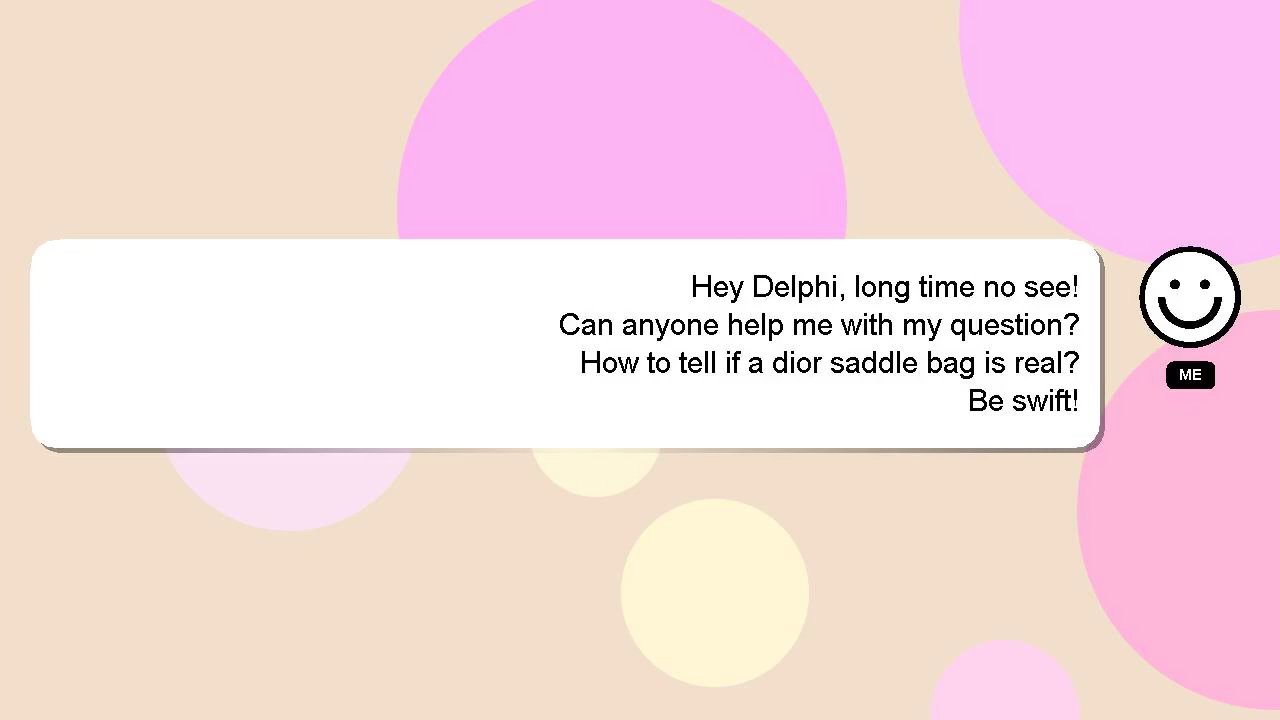 Hey Delphi, long time no see!
Can anyone help me with my question?
How to tell if a dior saddle bag is real?
Be swift!
ME